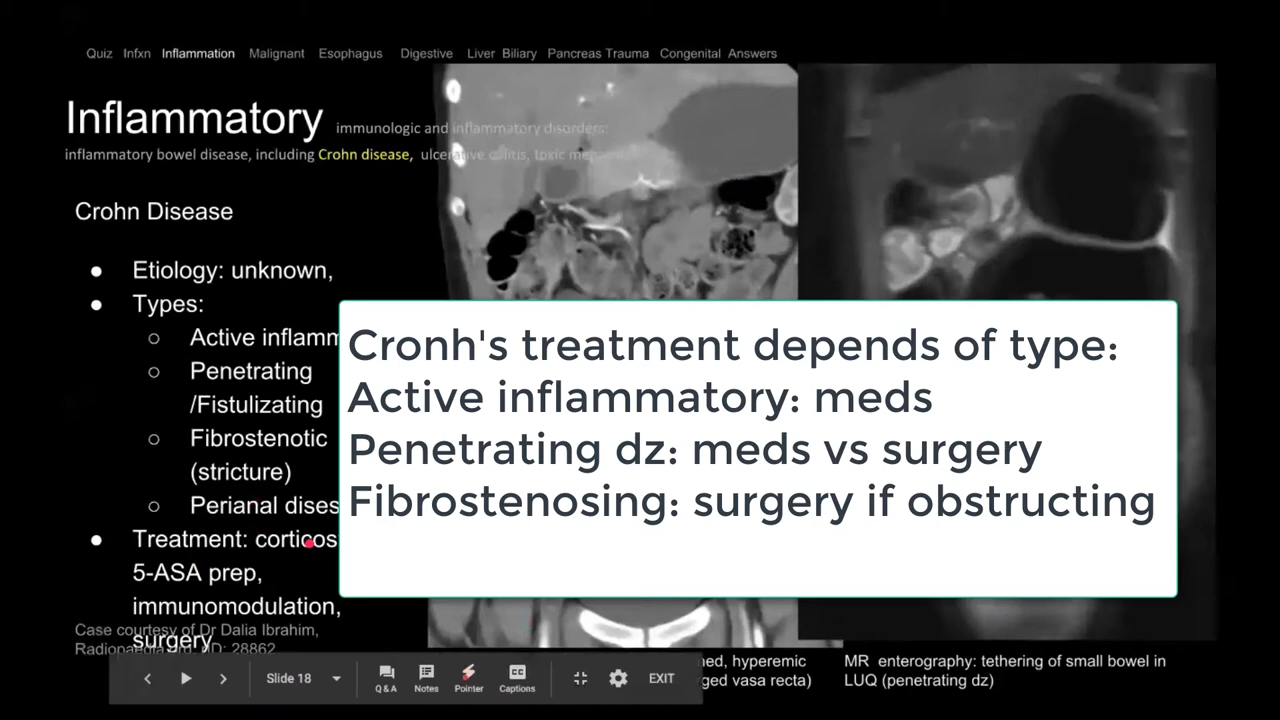 Quiz Infxn Inflammation Malignant Esophagus Digestive Liver Biliary Pancreas Trauma Congenital Answers
Inflammatory immunologic and inflammatory disorders:
inflammatory bowel disease, including Crohn disease, ulcerative colitis, toxic
Crohn Disease
● Etiology: unknown,
● Types:
○ Active inflamm
○ Penetrating
/Fistulizating
○ Fibrostenotic
(stricture)
○ Perianal dises
● Treatment: corticos
5-ASA prep,
immunomodulation,
surgery
Cronh's treatment depends of type:
Active inflammatory: meds
Penetrating dz: meds vs surgery
Fibrostenosing: surgery if obstructing
Case courtesy of Dr Dalia Ibrahim,
28862
hyperemic
vasa recta)
MR enterography: tethering of small bowel in
LUQ (penetrating dz)
Slide 18
Q & A
Notes
Pointer
CC
Captions
EXIT